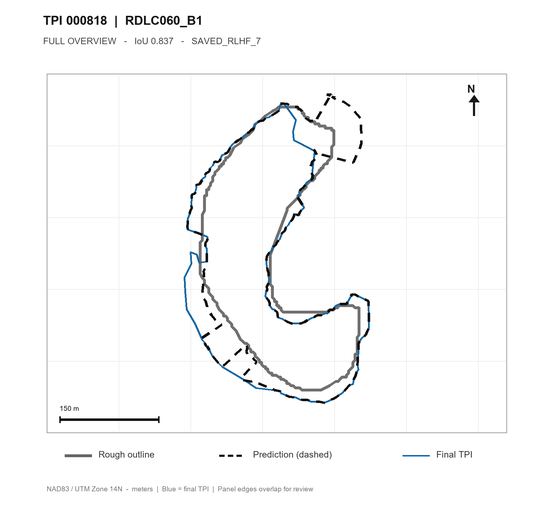 TPI 000818 | RDLC060_B1
FULL OVERVIEW - IoU 0.837 - SAVED_RLHF_7
N
150 m
Rough outline
Prediction (dashed)
Final TPI
NAD83 / UTM Zone 14N - meters | Blue = final TPI | Panel edges overlap for review